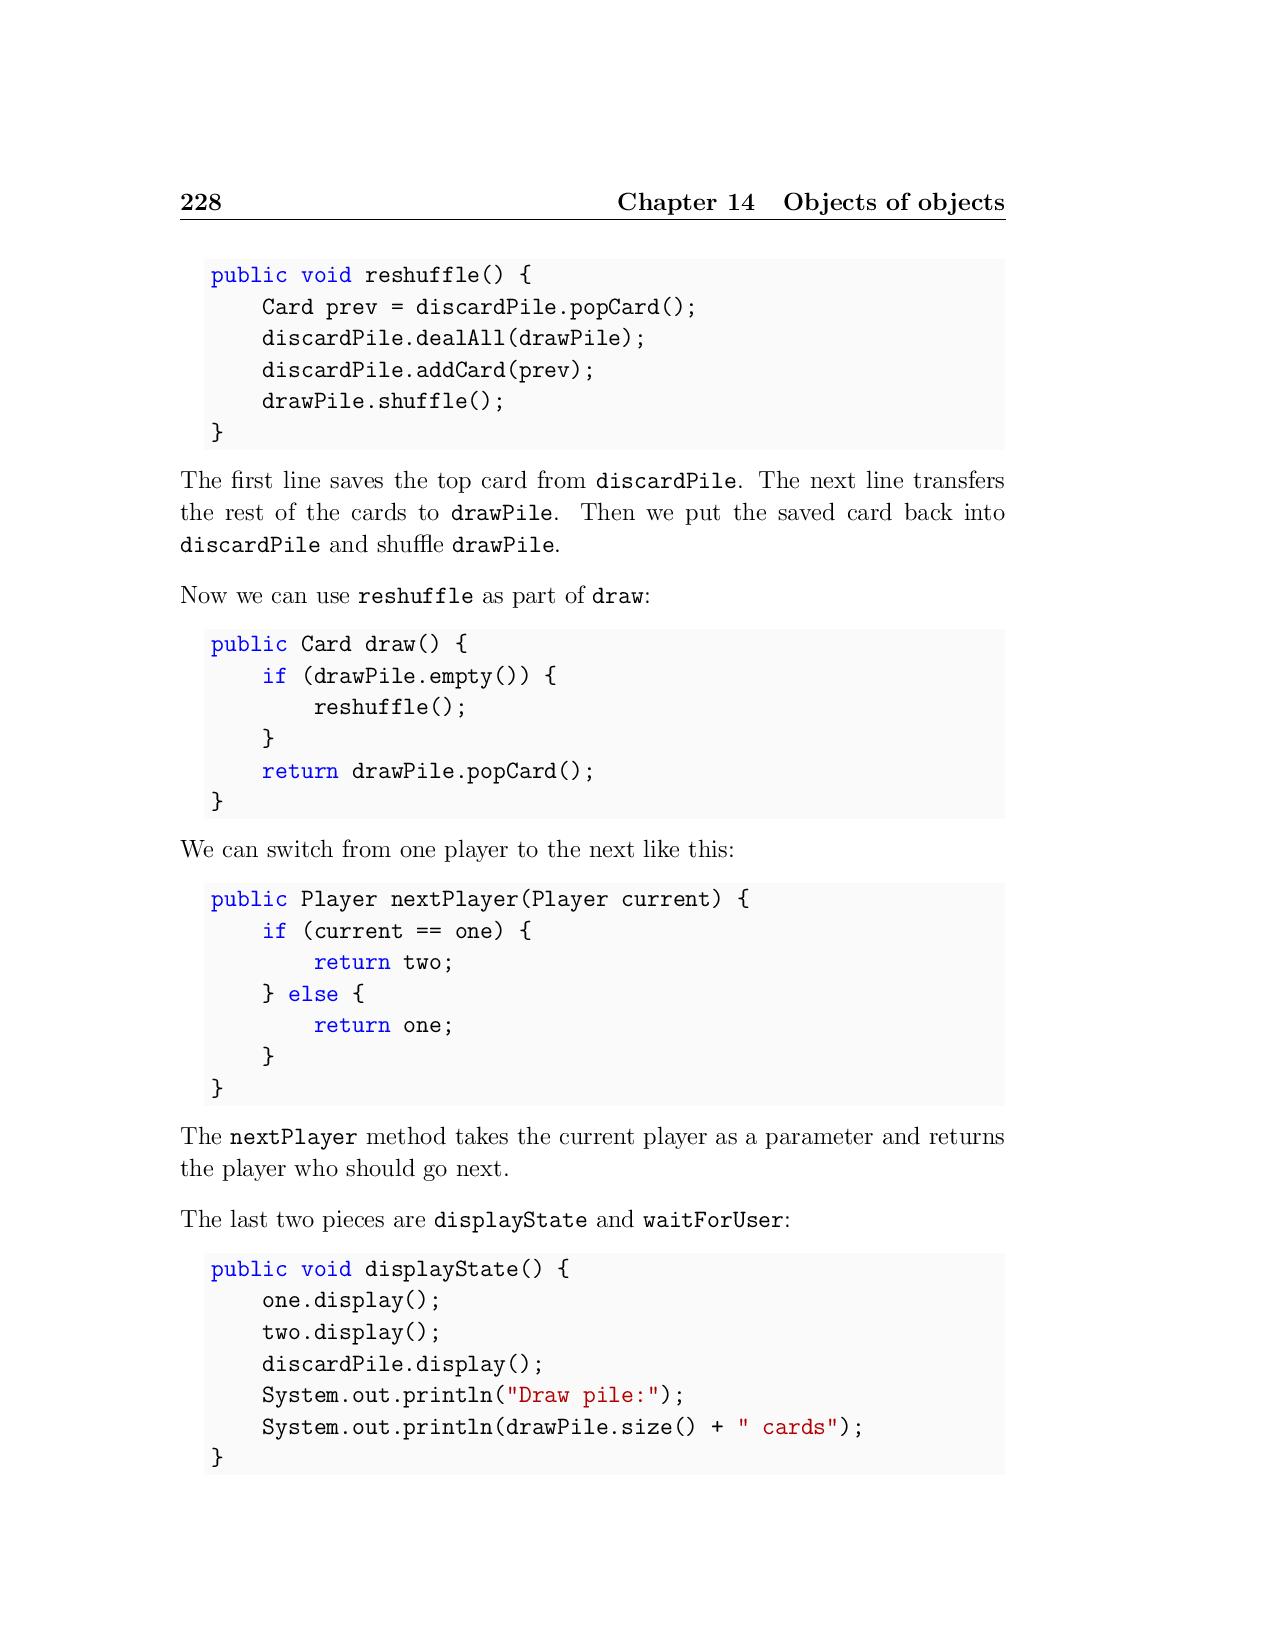 228 Chapter 14 Objects of objects
public void reshuffle() {
    Card prev = discardPile.popCard();
    discardPile.dealAll(drawPile);
    discardPile.addCard(prev);
    drawPile.shuffle();
}
The first line saves the top card from discardPile. The next line transfers
the rest of the cards to drawPile. Then we put the saved card back into
discardPile and shuffle drawPile.
Now we can use reshuffle as part of draw:
public Card draw() {
    if (drawPile.empty()) {
        reshuffle();
    }
    return drawPile.popCard();
}
We can switch from one player to the next like this:
public Player nextPlayer(Player current) {
    if (current == one) {
        return two;
    } else {
        return one;
    }
}
The nextPlayer method takes the current player as a parameter and returns
the player who should go next.
The last two pieces are displayState and waitForUser:
public void displayState() {
    one.display();
    two.display();
    discardPile.display();
    System.out.println("Draw pile:");
    System.out.println(drawPile.size() + " cards");
}